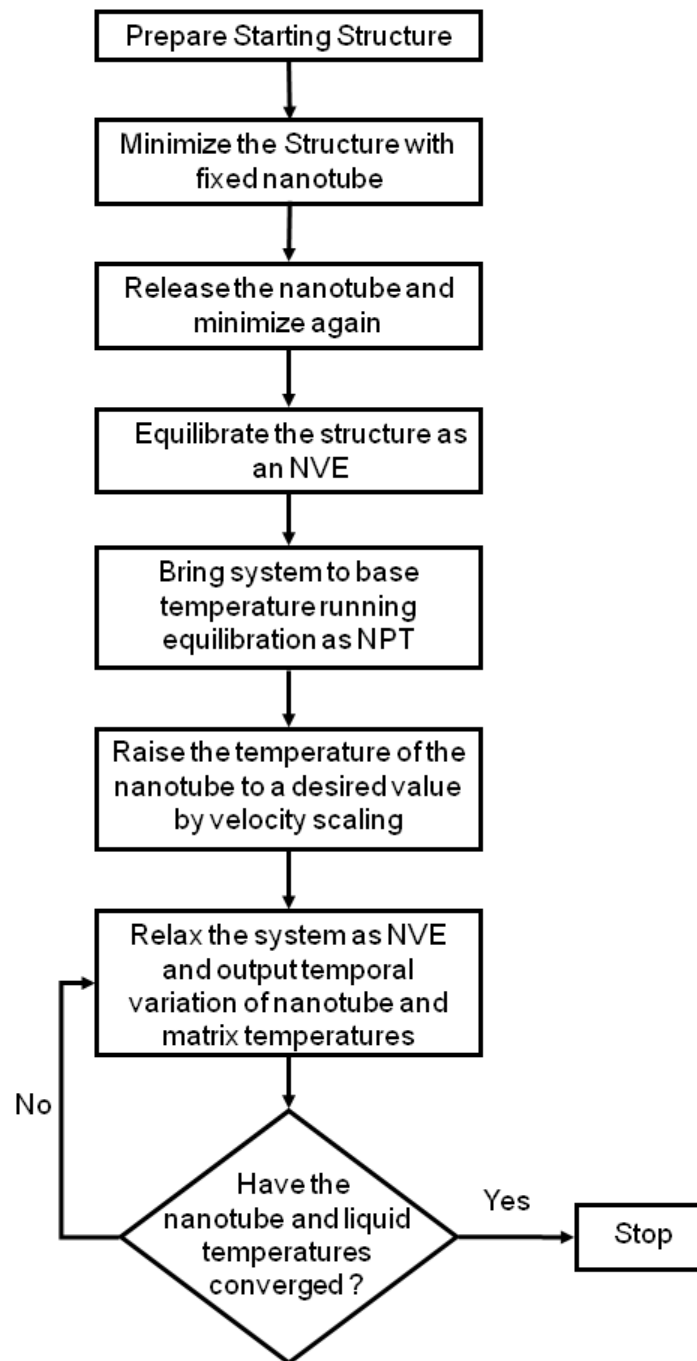 Prepare Starting Structure
Minimize the Structure with
fixed nanotube
Release the nanotube and
minimize again
Equilibrate the structure as
an NVE
Bring system to base
temperature running
equilibration as NPT
Raise the temperature of the
nanotube to a desired value
by velocity scaling
Relax the system as NVE
and output temporal
variation of nanotube and
matrix temperatures
No
Have the
nanotube and liquid
temperatures
converged ?
Yes
Stop